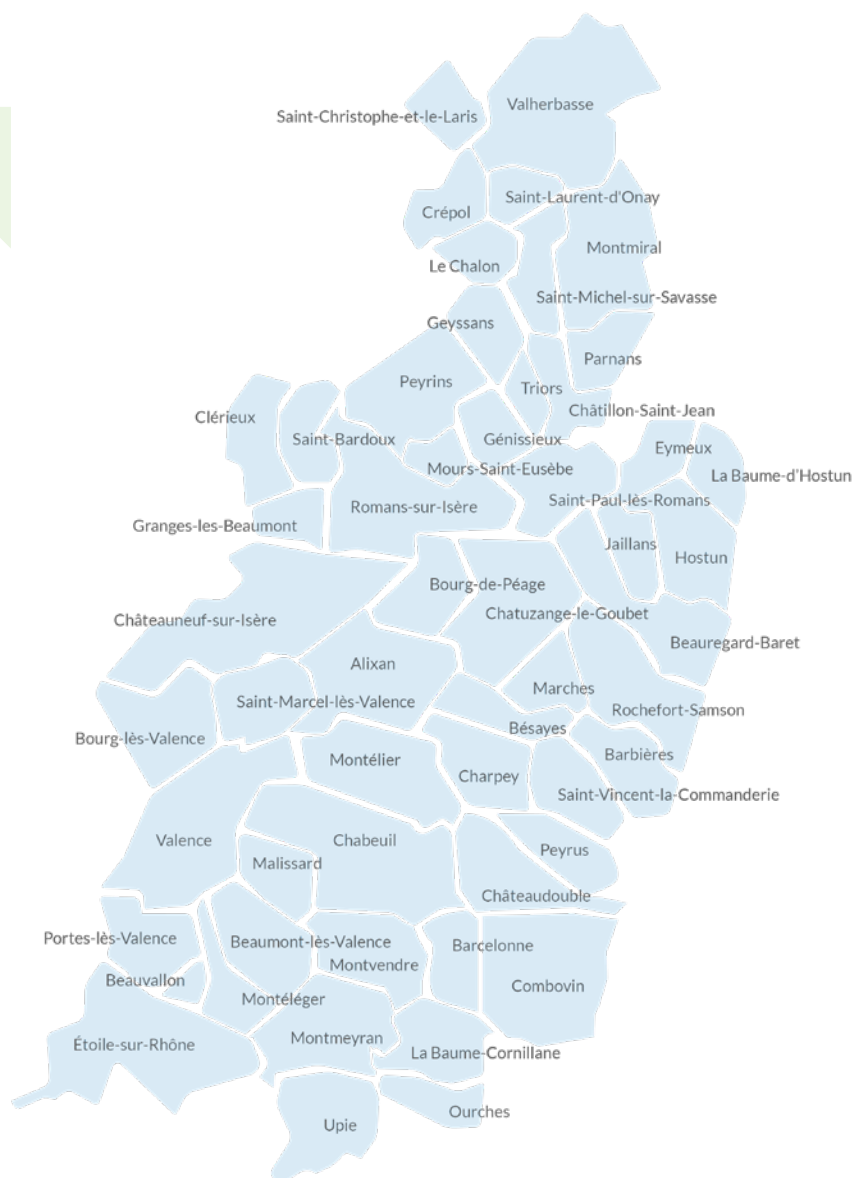 Valherbasse
Saint-Christophe-et-le-Laris
Saint-Laurent-d'Onay
Crépol
Montmiral
Le Chalon
Saint-Michel-sur-Savasse
Geyssans
Parnans
Peyrins
Triors
Châtillon-Saint-Jean
Clérieux
Saint-Bardoux
Génissieux
Eymeux
Mours-Saint-Eusèbe
La Baume-d'Hostun
Saint-Paul-lès-Romans
Romans-sur-Isère
Granges-les-Beaumont
Jaillans
Hostun
Bourg-de-Péage
Chatuzange-le-Goubet
Châteauneuf-sur-Isère
Beauregard-Baret
Alixan
Marches
Saint-Marcel-lès-Valence
Rochefort-Samson
Bésayes
Bourg-lès-Valence
Barbières
Montélier
Charpey
Saint-Vincent-la-Commanderie
Valence
Chabeuil
Peyrus
Malissard
Châteaudouble
Portes-lès-Valence
Beaumont-lès-Valence
Barcelonne
Montvendre
Beauvallon
Combovin
Montéléger
Montmeyran
Étoile-sur-Rhône
La Baume-Cornillane
Ourches
Upie